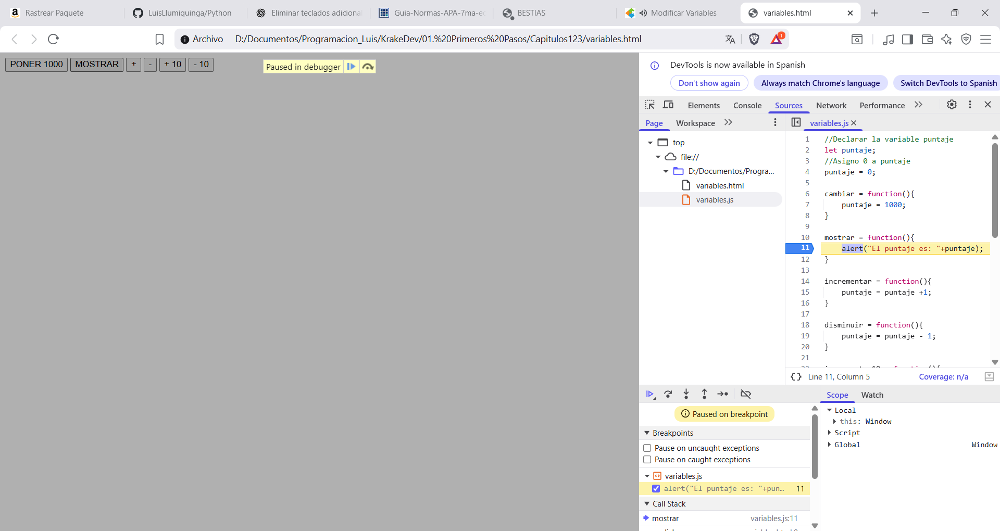 Rastrear Paquete
LuisLlumiquinga/Python
Eliminar teclados adiciona
Guia-Normas-APA-7ma-e
BESTIAS
Modificar Variables
variables.html
Archivo D:/Documentos/Programacion_Luis/KrakeDev/01.%20Primeros%20Pasos/Capitulos123/variables.html
1
PONER 1000 MOSTRAR + - + 10 - 10
Paused in debugger
DevTools is now available in Spanish
Don't show again Always match Chrome's language Switch DevTools to Spanish
Elements Console Sources Network Performance
Page Workspace
top
file://
D:/Documentos/Progra...
variables.html
variables.js
variables.js
1 //Declarar la variable puntaje
2 let puntaje;
3 //Asigno 0 a puntaje
4 puntaje = 0;
5
6 cambiar = function(){
7 puntaje = 1000;
8 }
9
10 mostrar = function(){
11 alert("El puntaje es: "+puntaje);
12 }
13
14 incrementar = function(){
15 puntaje = puntaje +1;
16 }
17
18 disminuir = function(){
19 puntaje = puntaje - 1;
20 }
21
{} Line 11, Column 5 Coverage: n/a
Paused on breakpoint
Breakpoints
Pause on uncaught exceptions
Pause on caught exceptions
variables.js
alert("El puntaje es: "+pun... 11
Call Stack
mostrar variables.js:11
Scope Watch
Local
this: Window
Script
Global Window